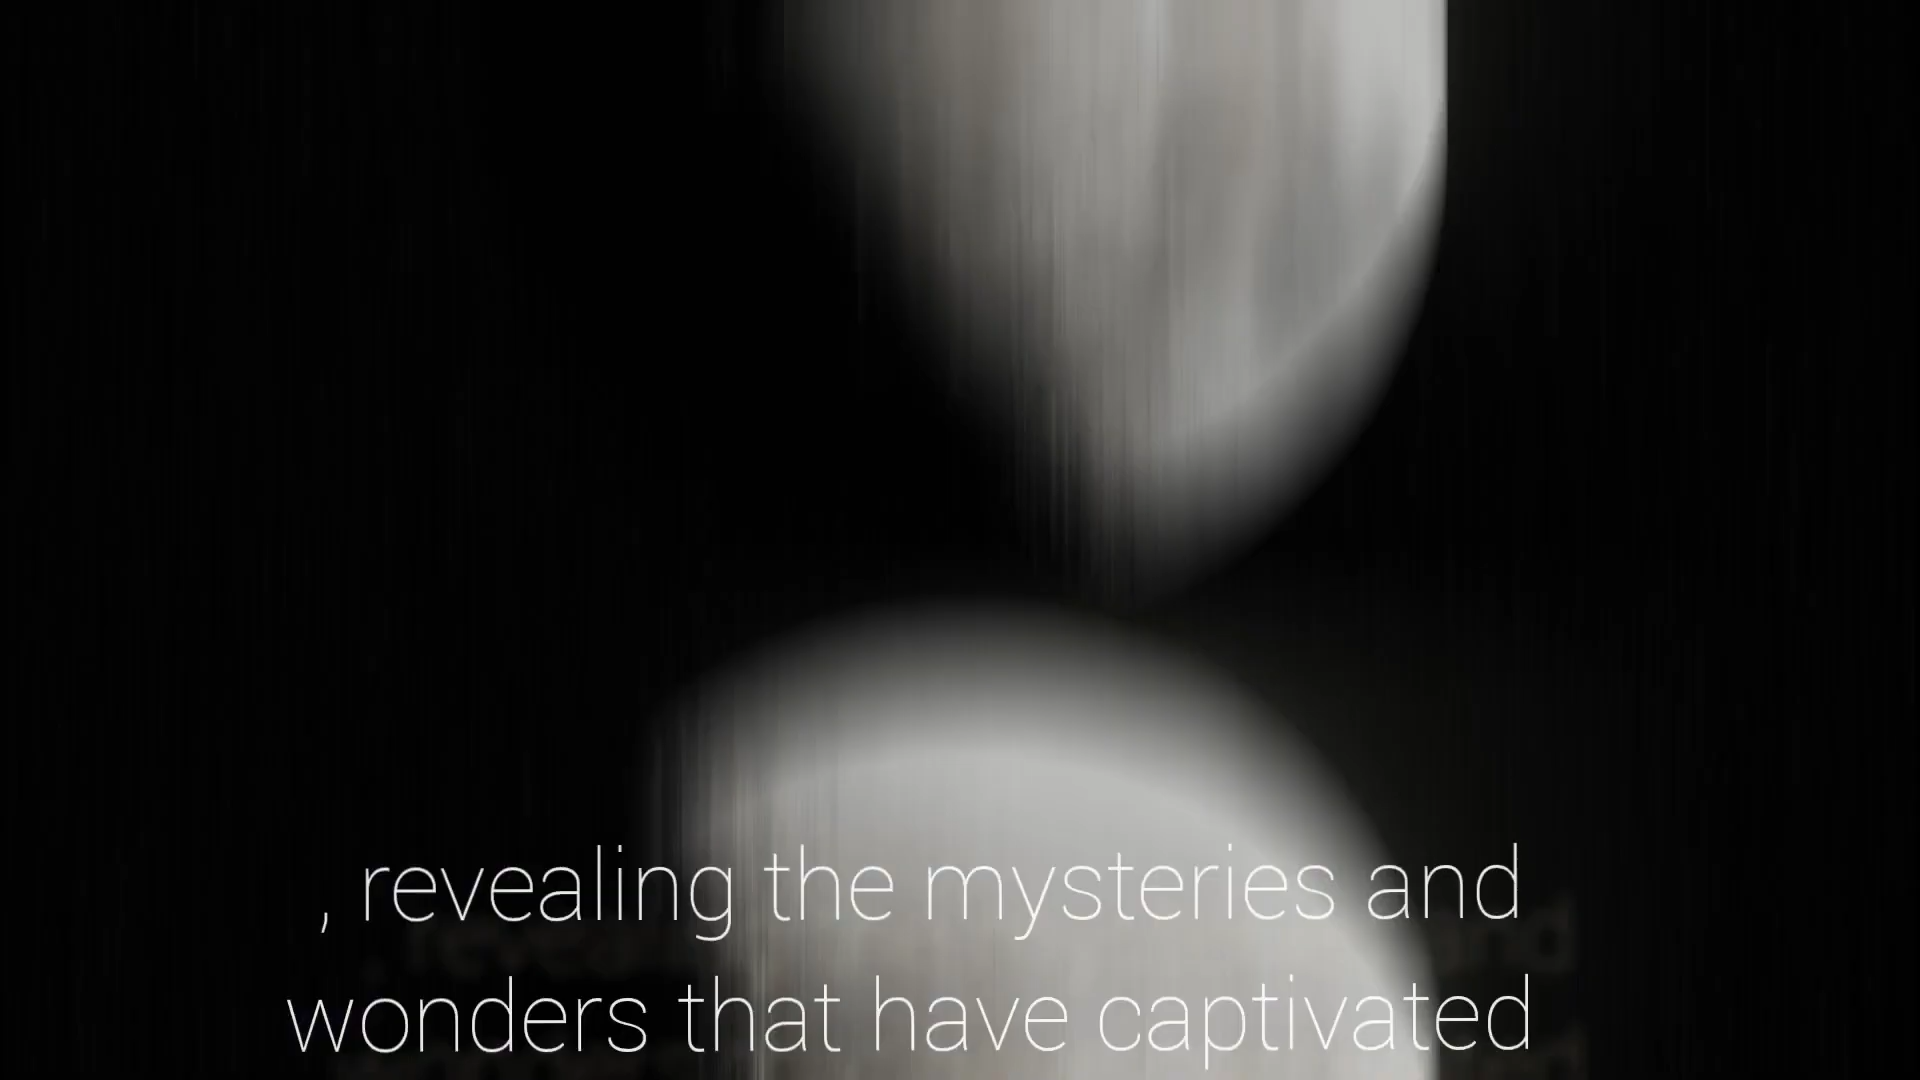 , revealing the mysteries and
wonders that have captivated